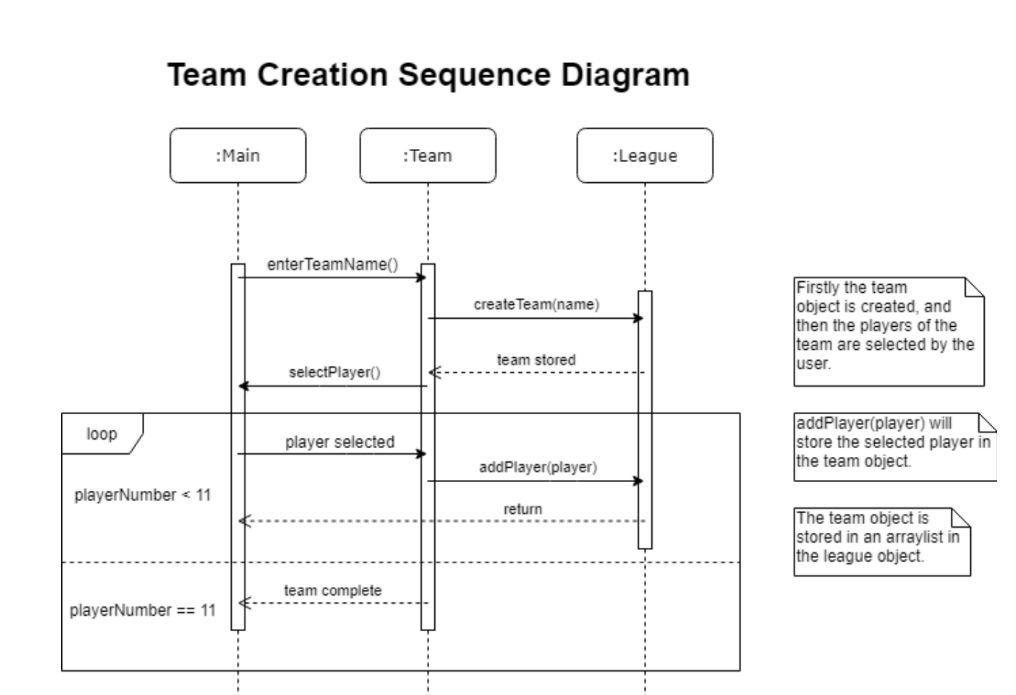 Team Creation Sequence Diagram
:Main
:Team
:League
enterTeamName()
createTeam(name)
team stored
selectPlayer()
loop
player selected
addPlayer(player)
playerNumber < 11
return
team complete
playerNumber == 11
Firstly the team
object is created, and
then the players of the
team are selected by the
user.
addPlayer(player) will
store the selected player in
the team object.
The team object is
stored in an arraylist in
the league object.